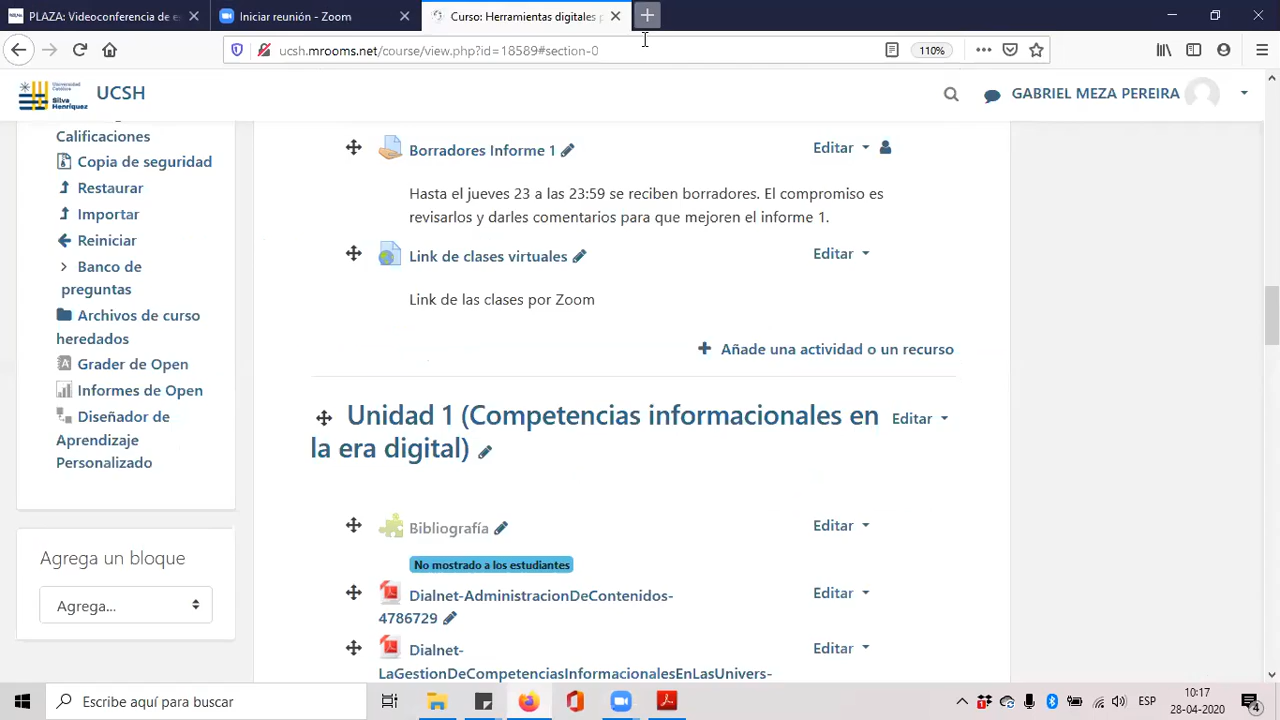 PLAZA: Videoconferencia de e
Iniciar reunión - Zoom
Curso: Herramientas digitales p
ucsh.mrooms.net/course/view.php?id=18589#section-0
110%
Universidad Católica
Silva Henríquez
UCSH
GABRIEL MEZA PEREIRA
Calificaciones
Copia de seguridad
Restaurar
Importar
Reiniciar
Banco de
preguntas
Archivos de curso
heredados
Grader de Open
Informes de Open
Diseñador de
Aprendizaje
Personalizado
Agrega un bloque
Agrega...
Borradores Informe 1
Editar
Hasta el jueves 23 a las 23:59 se reciben borradores. El compromiso es
revisarlos y darles comentarios para que mejoren el informe 1.
Link de clases virtuales
Editar
Link de las clases por Zoom
Añade una actividad o un recurso
Unidad 1 (Competencias informacionales en
la era digital)
Editar
Bibliografía
Editar
No mostrado a los estudiantes
Dialnet-AdministracionDeContenidos-
4786729
Editar
Dialnet-
LaGestionDeCompetenciasInformacionalesEnLasUnivers-
Editar
Escribe aquí para buscar
ESP
10:17
28-04-2020
4